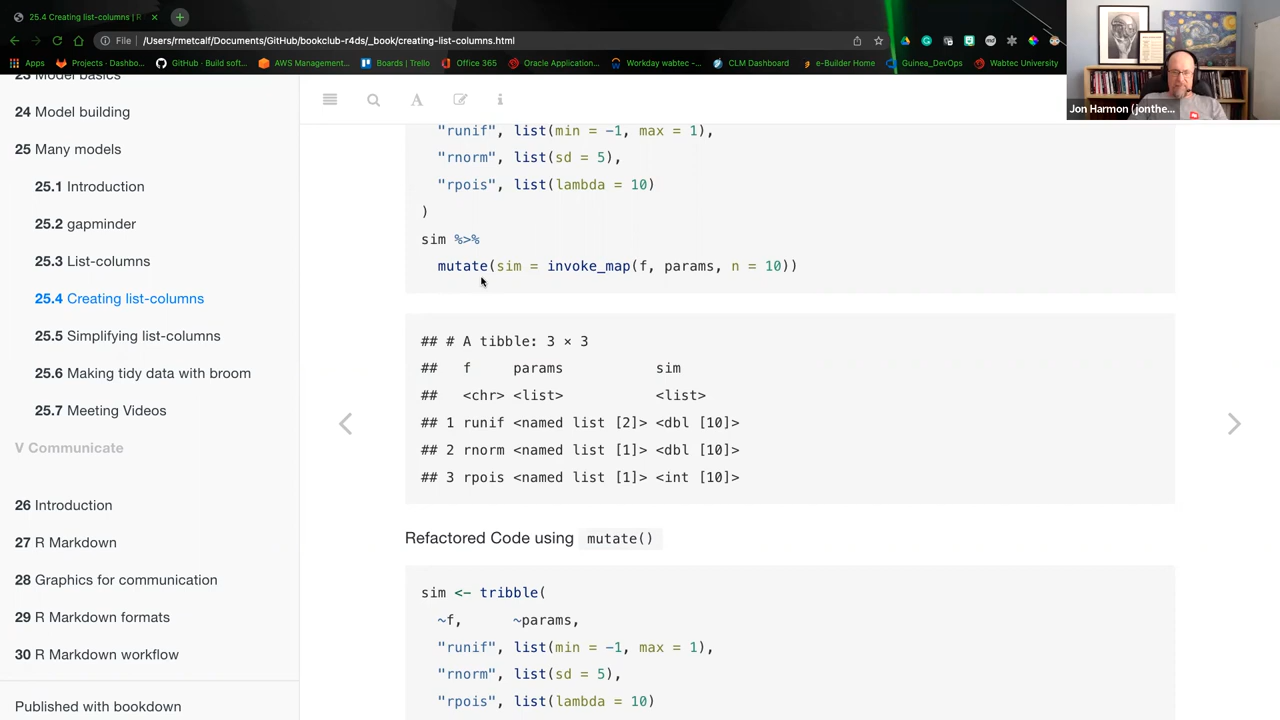 25.4 Creating list-columns | R
File /Users/rmetcalf/Documents/GitHub/bookclub-r4ds/_book/creating-list-columns.html
Apps Projects - Dashbo... GitHub · Build soft... AWS Management... Boards | Trello Office 365 Oracle Application... Workday wabtec -... CLM Dashboard e-Builder Home Guinea_DevOps Wabtec University
Jon Harmon (jonthe...
23 Model basics
24 Model building
25 Many models
25.1 Introduction
25.2 gapminder
25.3 List-columns
25.4 Creating list-columns
25.5 Simplifying list-columns
25.6 Making tidy data with broom
25.7 Meeting Videos
V Communicate
26 Introduction
27 R Markdown
28 Graphics for communication
29 R Markdown formats
30 R Markdown workflow
Published with bookdown
"runif", list(min = -1, max = 1),
"rnorm", list(sd = 5),
"rpois", list(lambda = 10)
)
sim %>%
mutate(sim = invoke_map(f, params, n = 10))
## # A tibble: 3 × 3
##   f     params           sim
##   <chr> <list>           <list>
## 1 runif <named list [2]> <dbl [10]>
## 2 rnorm <named list [1]> <dbl [10]>
## 3 rpois <named list [1]> <int [10]>
Refactored Code using mutate()
sim <- tribble(
~f,      ~params,
"runif", list(min = -1, max = 1),
"rnorm", list(sd = 5),
"rpois", list(lambda = 10)